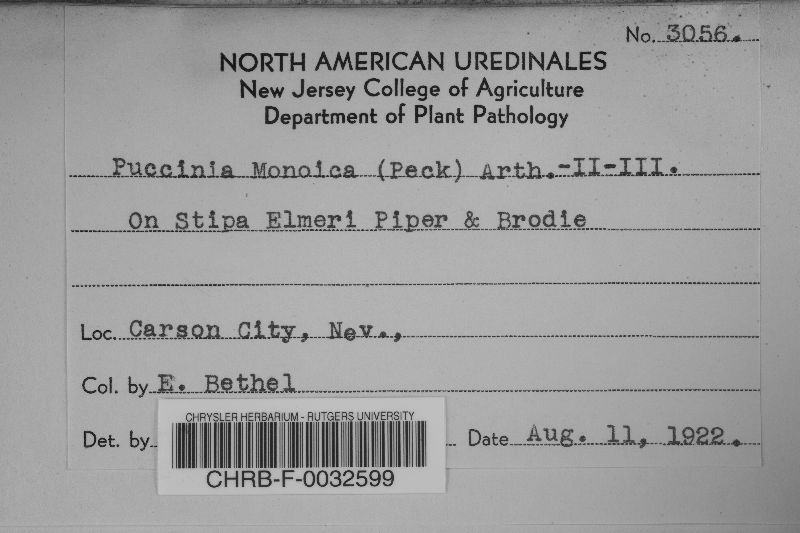 No. 3056.
NORTH AMERICAN UREDINALES
New Jersey College of Agriculture
Department of Plant Pathology
Puccinia Monoica (Peck) Arth.-II-III.
On Stipa Elmeri Piper & Brodie
Loc. Carson City, Nev.,
Col. by E. Bethel
Det. by Date Aug. 11, 1922.
CHRYSLER HERBARIUM - RUTGERS UNIVERSITY
CHRB-F-0032599